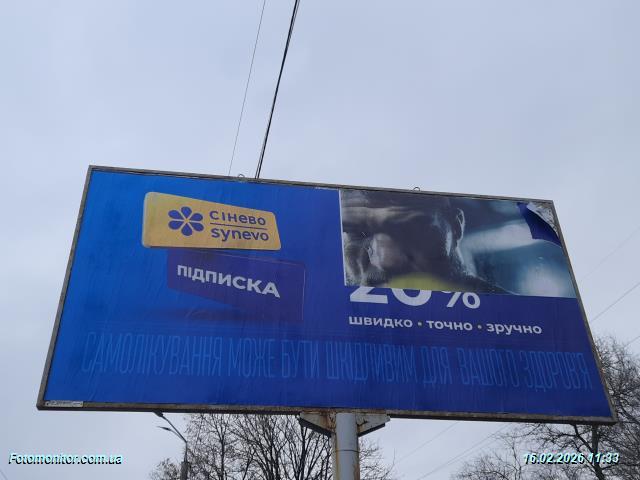 сінево
synevo
підписка
20%
швидко • точно • зручно
САМОЛІКУВАННЯ МОЖЕ БУТИ ШКІДЛИВИМ ДЛЯ ВАШОГО ЗДОРОВ'Я
Fotomonitor.com.ua
16.02.2026 11:33